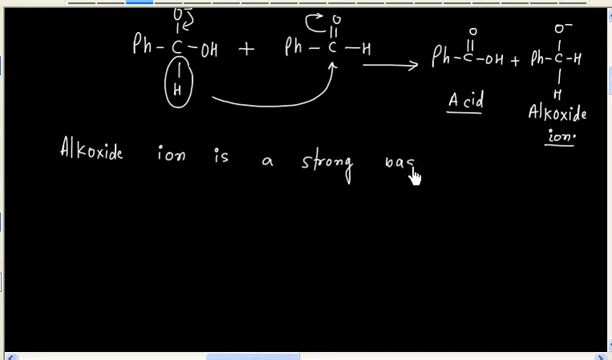 O⁻ O O O⁻
Ph-C-OH + Ph-C-H → Ph-C-OH + Ph-C-H
H H
Acid Alkoxide
ion.
Alkoxide ion is a strong bas